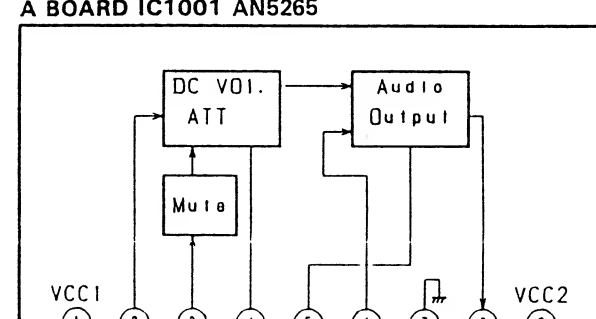 A BOARD IC1001 AN5265
DC VOl.
ATT
Audio
Output
Mute
VCC1
VCC2